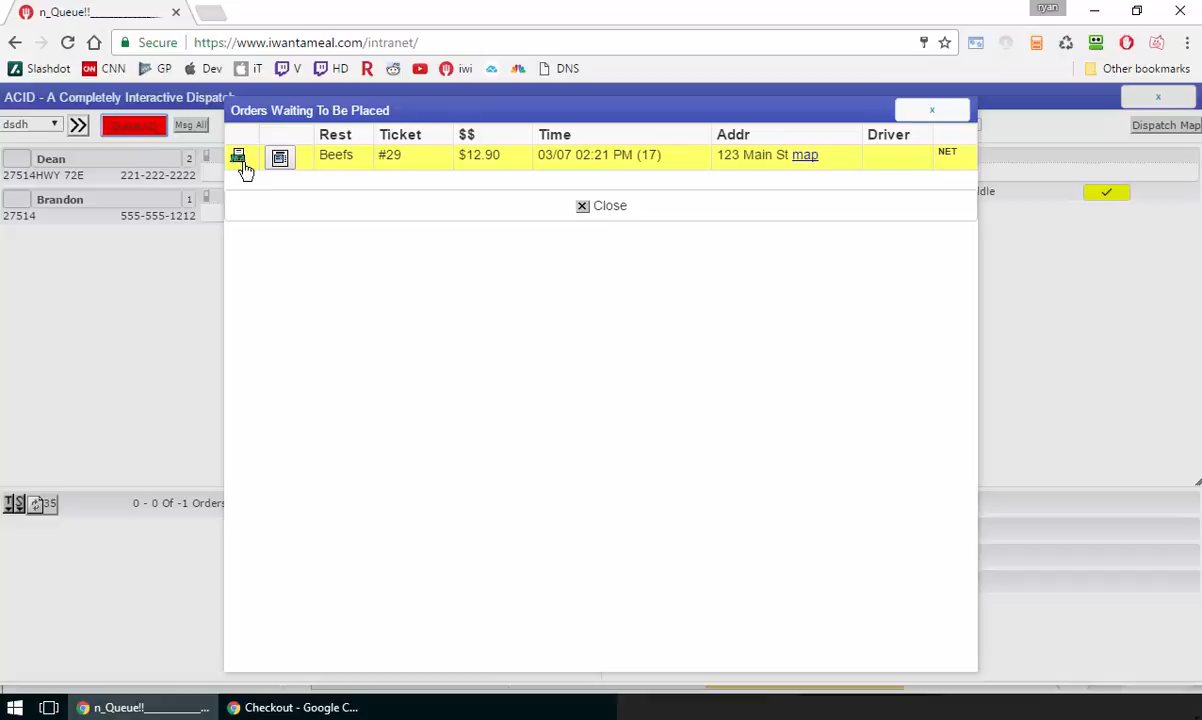 n_Queue!!
ryan
Secure
https://www.iwantameal.com/intranet/
Slashdot CNN GP Dev iT V HD R iwi DNS Other bookmarks
ACID - A Completely Interactive Dispatch
x
dsdh
Msg All
Dispatch Map
Orders Waiting To Be Placed
x
Rest Ticket $$ Time Addr Driver
Beefs #29 $12.90 03/07 02:21 PM (17) 123 Main St map NET
Close
Dean 2
27514HWY 72E 221-222-2222
Brandon 1
27514 555-555-1212
ddle
35 0 - 0 Of -1 Orders
n_Queue!!__________...
Checkout - Google C...